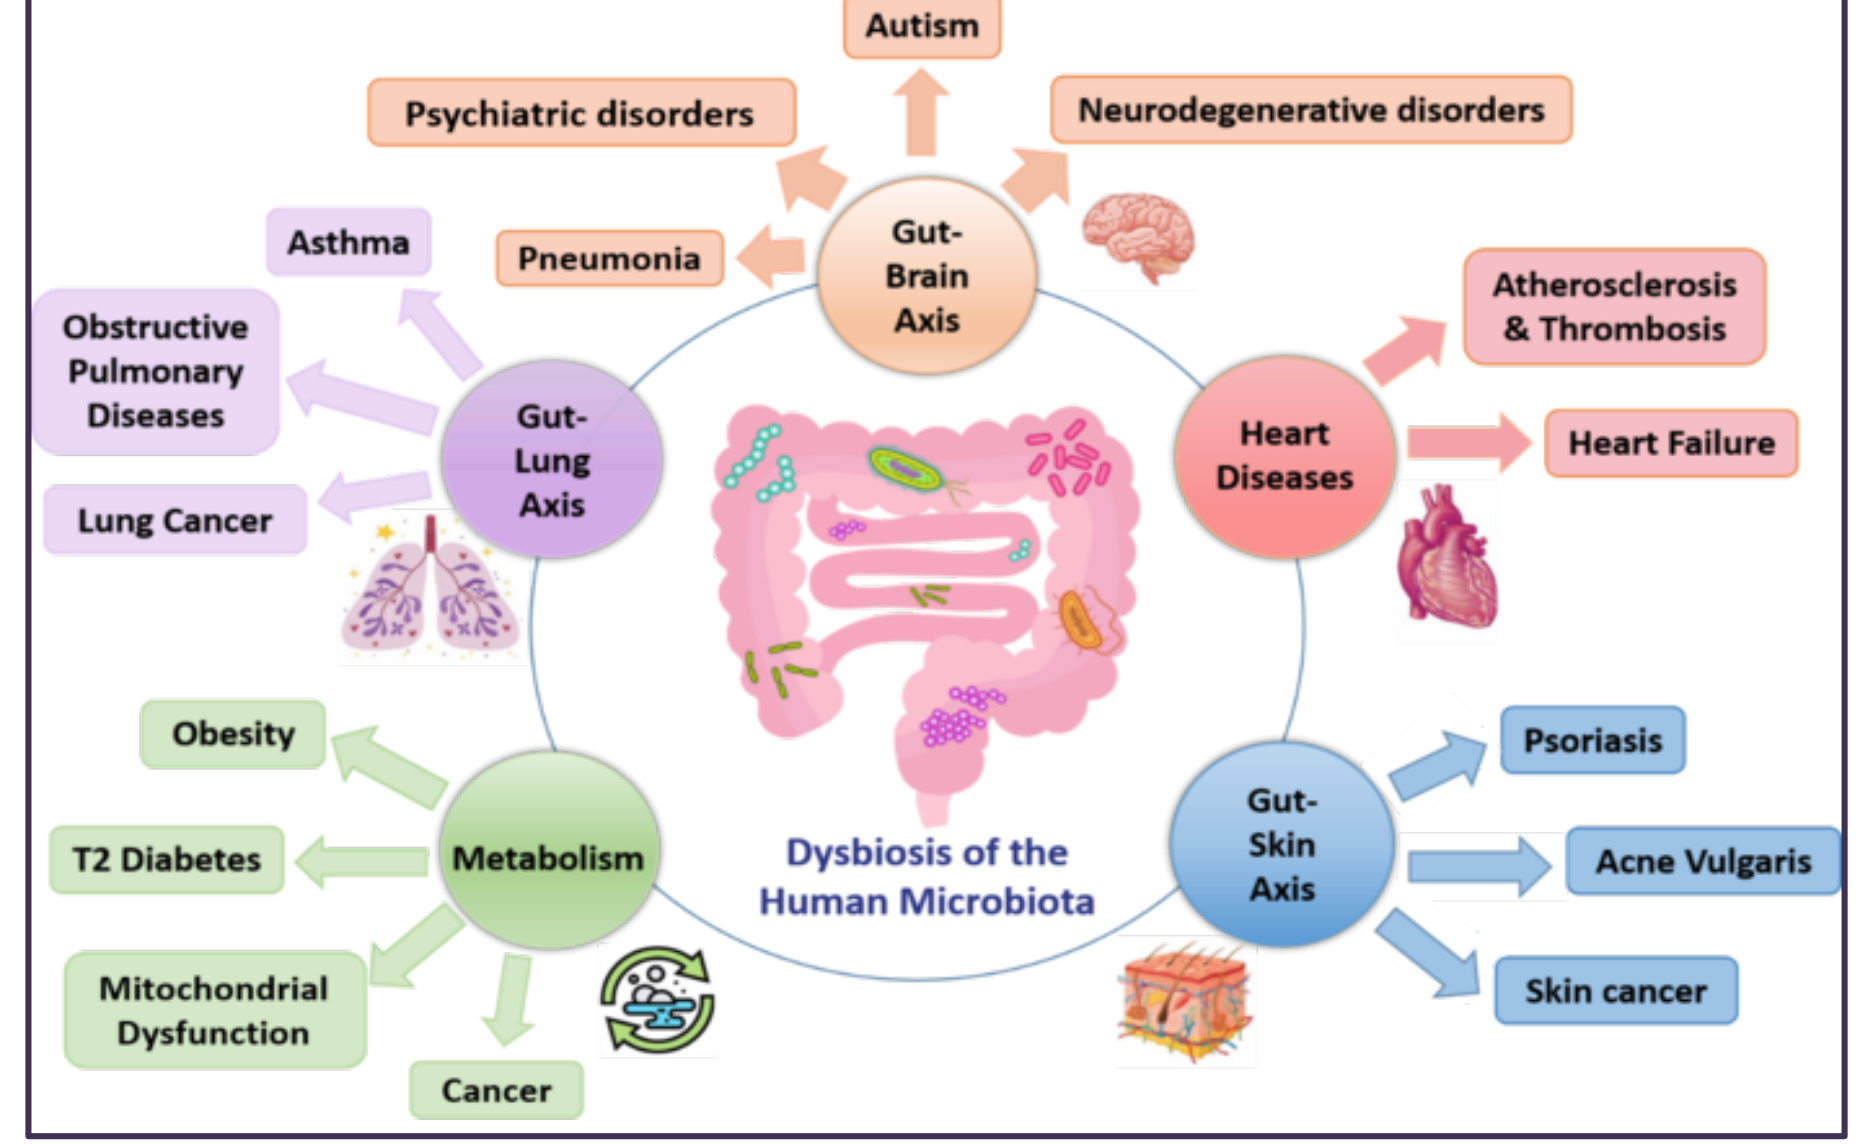 Autism
Psychiatric disorders
Neurodegenerative disorders
Asthma
Pneumonia
Gut-
Brain
Axis
Obstructive
Pulmonary
Diseases
Lung Cancer
Gut-
Lung
Axis
Heart
Diseases
Atherosclerosis
& Thrombosis
Heart Failure
Obesity
T2 Diabetes
Mitochondrial
Dysfunction
Cancer
Metabolism
Dysbiosis of the
Human Microbiota
Gut-
Skin
Axis
Psoriasis
Acne Vulgaris
Skin cancer